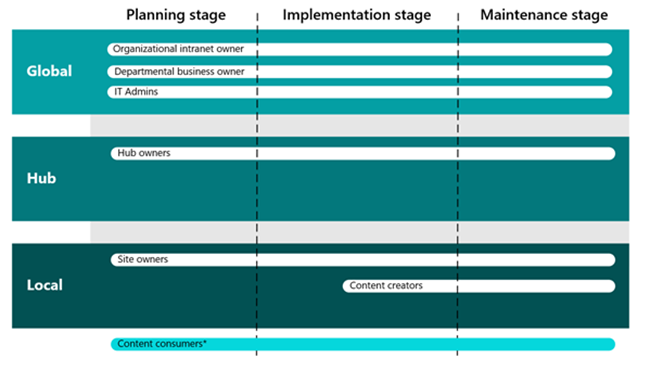 Planning stage
Implementation stage
Maintenance stage
Global
Organizational intranet owner
Departmental business owner
IT Admins
Hub
Hub owners
Local
Site owners
Content creators
Content consumers*